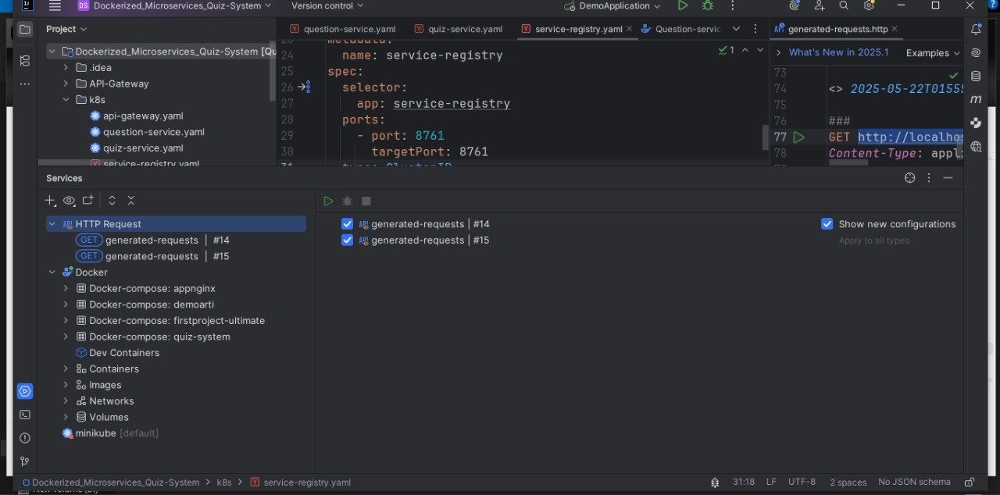 DS Dockerized_Microservices_Quiz-System Version control DemoApplication
Project
question-service.yaml quiz-service.yaml service-registry.yaml Question-servic generated-requests.http
Dockerized_Microservices_Quiz-System [Qu
.idea
API-Gateway
k8s
api-gateway.yaml
question-service.yaml
quiz-service.yaml
service-registry.yaml
metadata:
24 name: service-registry
25 spec:
26 selector:
27 app: service-registry
28 ports:
29 - port: 8761
30 targetPort: 8761
31 type: ClusterIP
1
What's New in 2025.1 Examples
73
74 <> 2025-05-22T01555
75
76 ###
77 GET http://localhos
78 Content-Type: appli
Services
HTTP Request
GET generated-requests | #14
GET generated-requests | #15
Docker
Docker-compose: appnginx
Docker-compose: demoarti
Docker-compose: firstproject-ultimate
Docker-compose: quiz-system
Dev Containers
Containers
Images
Networks
Volumes
minikube [default]
generated-requests | #14
generated-requests | #15
Show new configurations
Apply to all types
Dockerized_Microservices_Quiz-System > k8s > service-registry.yaml 31:18 LF UTF-8 2 spaces No JSON schema